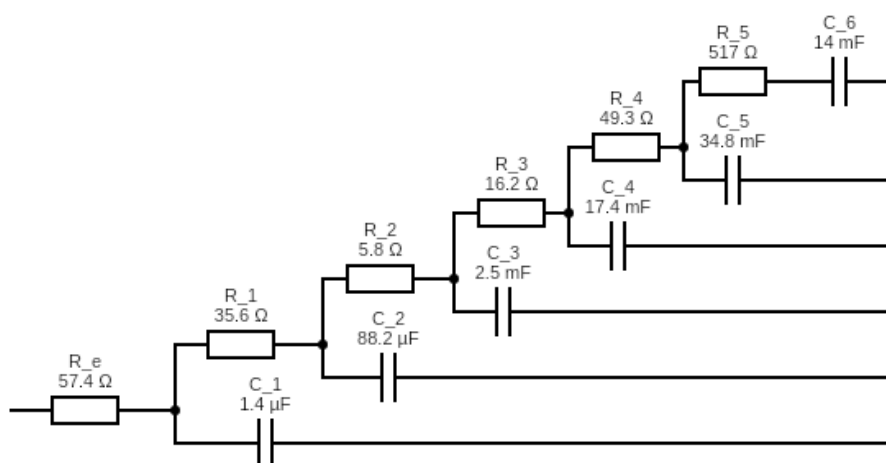 C_6
14 mF
R_5
517 Ω
R_4
49.3 Ω
C_5
34.8 mF
R_3
16.2 Ω
C_4
17.4 mF
R_2
5.8 Ω
C_3
2.5 mF
R_1
35.6 Ω
C_2
88.2 µF
R_e
57.4 Ω
C_1
1.4 µF